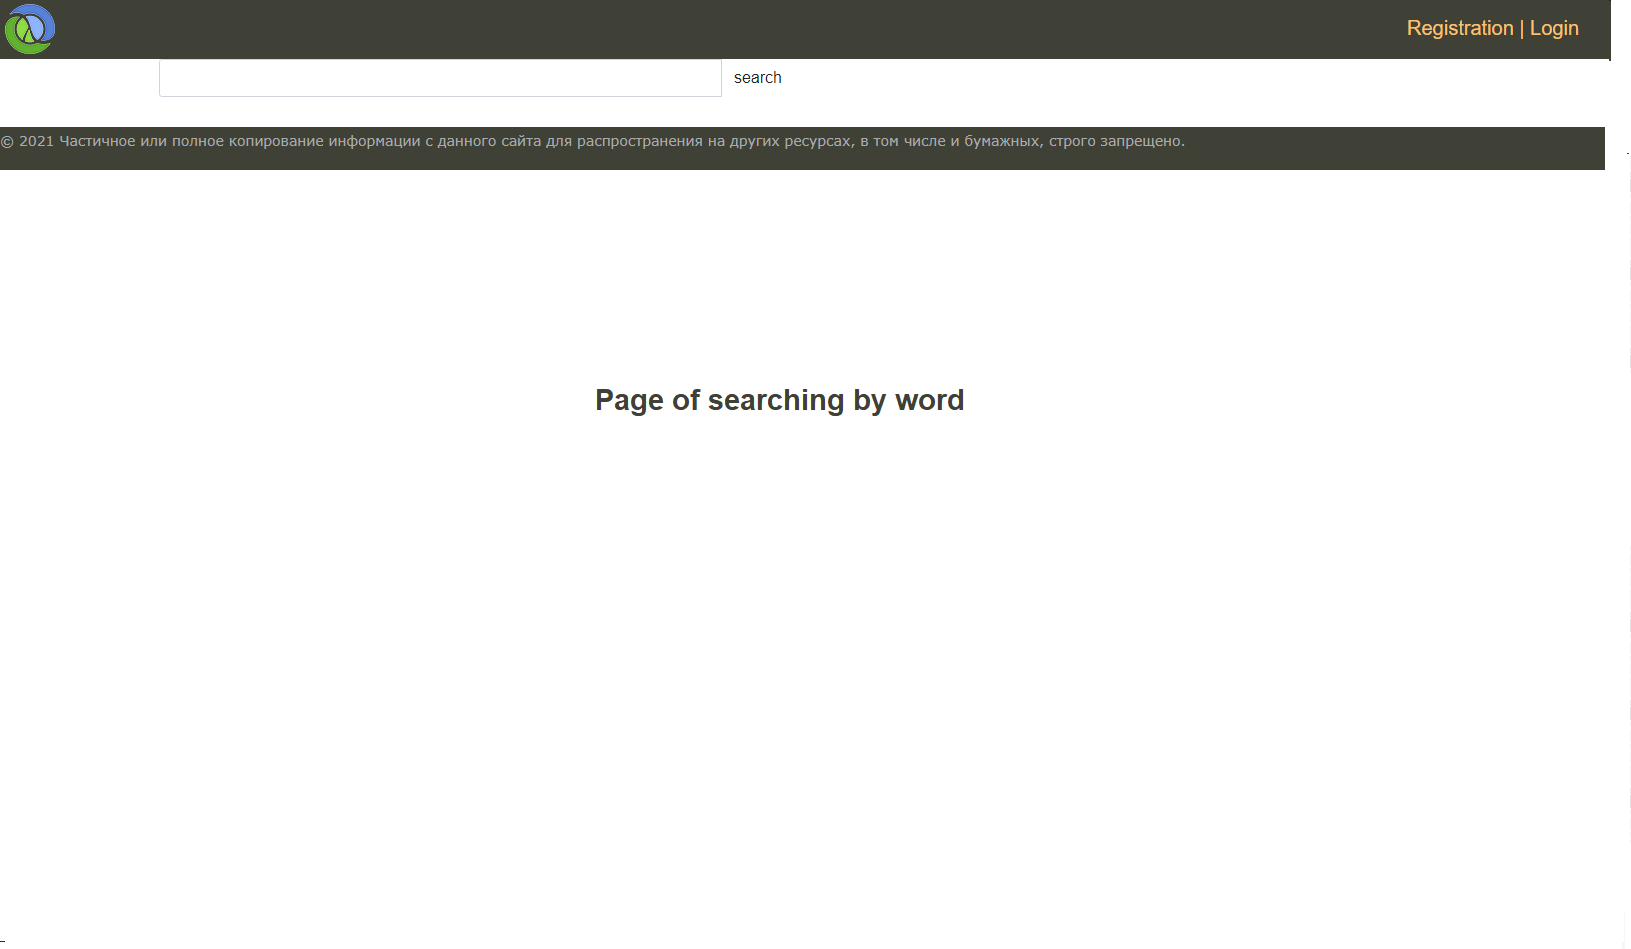 Registration | Login
search
© 2021 Частичное или полное копирование информации с данного сайта для распространения на других ресурсах, в том числе и бумажных, строго запрещено.
Page of searching by word